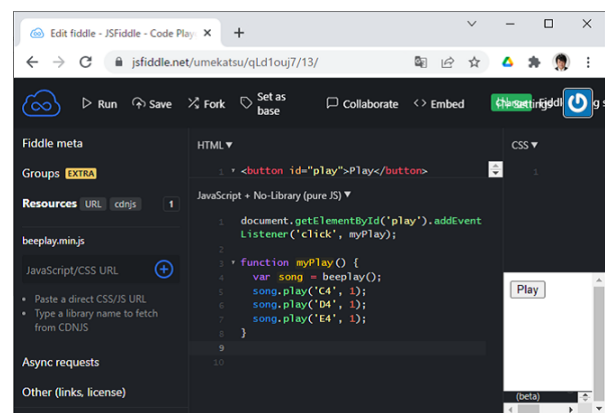 Edit fiddle - JSFiddle - Code Play
jsfiddle.net/umekatsu/qLd1ouj7/13/
Run
Save
Fork
Set as
base
Collaborate
Embed
Settings
Fiddle meta
Groups EXTRA
Resources URL cdnjs 1
beeplay.min.js
JavaScript/CSS URL
Paste a direct CSS/JS URL
Type a library name to fetch
from CDNJS
Async requests
Other (links, license)
HTML
1 <button id="play">Play</button>
JavaScript + No-Library (pure JS)
1 document.getElementById('play').addEvent
Listener('click', myPlay);
2
3 function myPlay() {
4 var song = beeplay();
5 song.play('C4', 1);
6 song.play('D4', 1);
7 song.play('E4', 1);
8 }
9
10
CSS
1
Play
(beta)